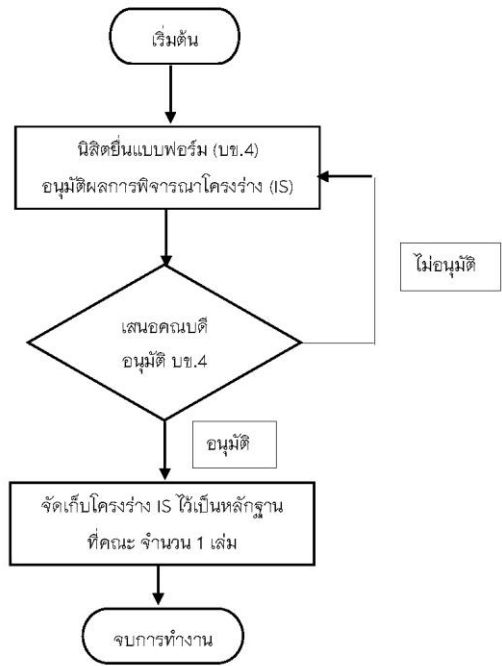 เริ่มต้น
นิสิตยื่นแบบฟอร์ม (บข.4)
อนุมัติผลการพิจารณาโครงร่าง (IS)
ไม่อนุมัติ
เสนอคณบดี
อนุมัติ บข.4
อนุมัติ
จัดเก็บโครงร่าง IS ไว้เป็นหลักฐาน
ที่คณะ จำนวน 1 เล่ม
จบการทำงาน